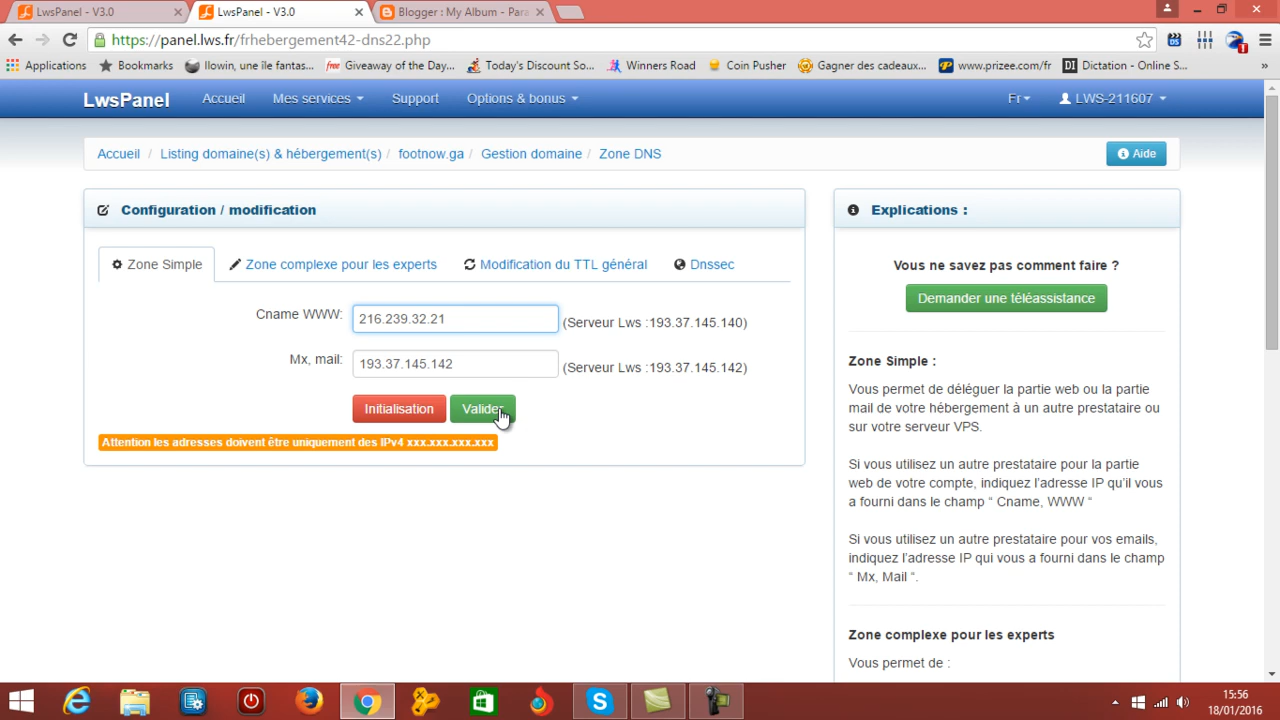 LwsPanel - V3.0
LwsPanel - V3.0
Blogger : My Album - Para
https://panel.lws.fr/frhebergement42-dns22.php
Applications
Bookmarks
Ilowin, une île fantas...
free Giveaway of the Day...
Today's Discount So...
Winners Road
Coin Pusher
Gagner des cadeaux...
www.prizee.com/fr
DI Dictation - Online S...
»
LwsPanel Accueil Mes services Support Options & bonus Fr LWS-211607
Accueil / Listing domaine(s) & hébergement(s) / footnow.ga / Gestion domaine / Zone DNS
Aide
Configuration / modification
Zone Simple
Zone complexe pour les experts
Modification du TTL général
Dnssec
Cname WWW: 216.239.32.21 (Serveur Lws :193.37.145.140)
Mx, mail: 193.37.145.142 (Serveur Lws :193.37.145.142)
Initialisation Valider
Attention les adresses doivent être uniquement des IPv4 xxx.xxx.xxx.xxx
Explications :
Vous ne savez pas comment faire ?
Demander une téléassistance
Zone Simple :
Vous permet de déléguer la partie web ou la partie
mail de votre hébergement à un autre prestataire ou
sur votre serveur VPS.
Si vous utilisez un autre prestataire pour la partie
web de votre compte, indiquez l'adresse IP qu'il vous
a fourni dans le champ “ Cname, WWW “
Si vous utilisez un autre prestataire pour vos emails,
indiquez l'adresse IP qui vous a fourni dans le champ
“ Mx, Mail “.
Zone complexe pour les experts
Vous permet de :
15:56
18/01/2016